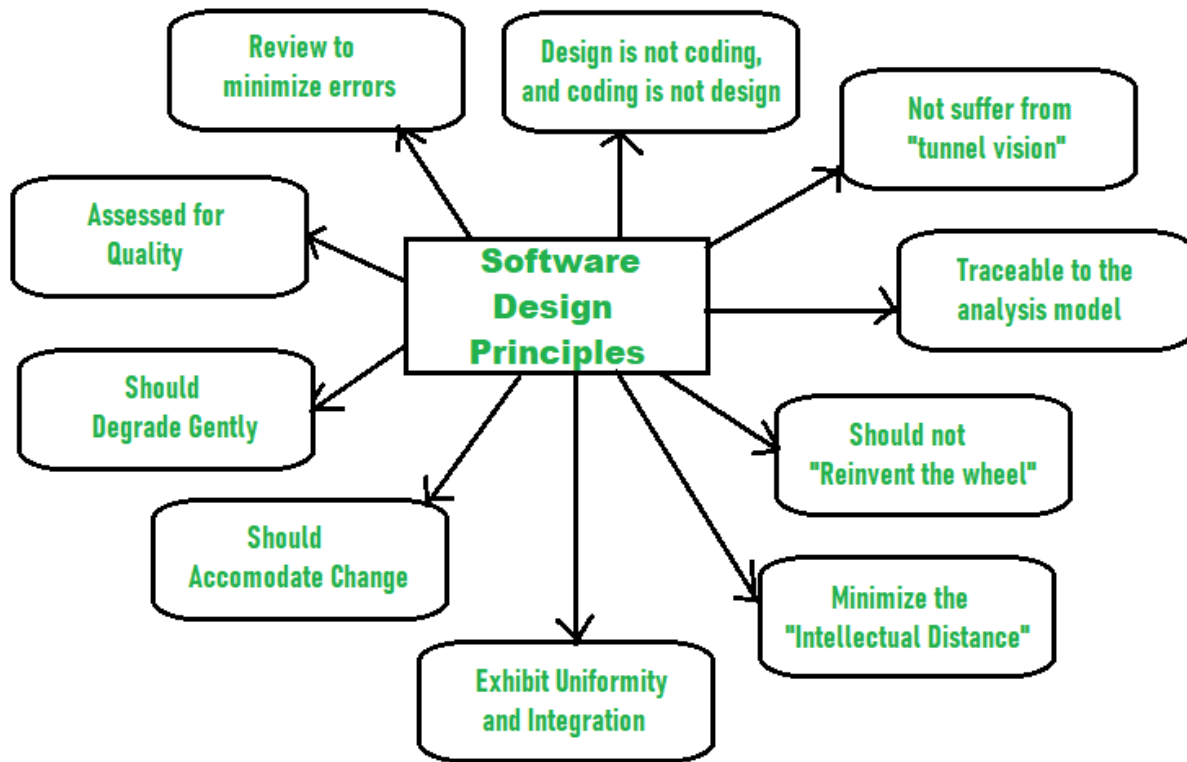 Review to
minimize errors
Design is not coding,
and coding is not design
Not suffer from
"tunnel vision"
Assessed for
Quality
Software
Design
Principles
Traceable to the
analysis model
Should
Degrade Gently
Should not
"Reinvent the wheel"
Should
Accomodate Change
Minimize the
"Intellectual Distance"
Exhibit Uniformity
and Integration